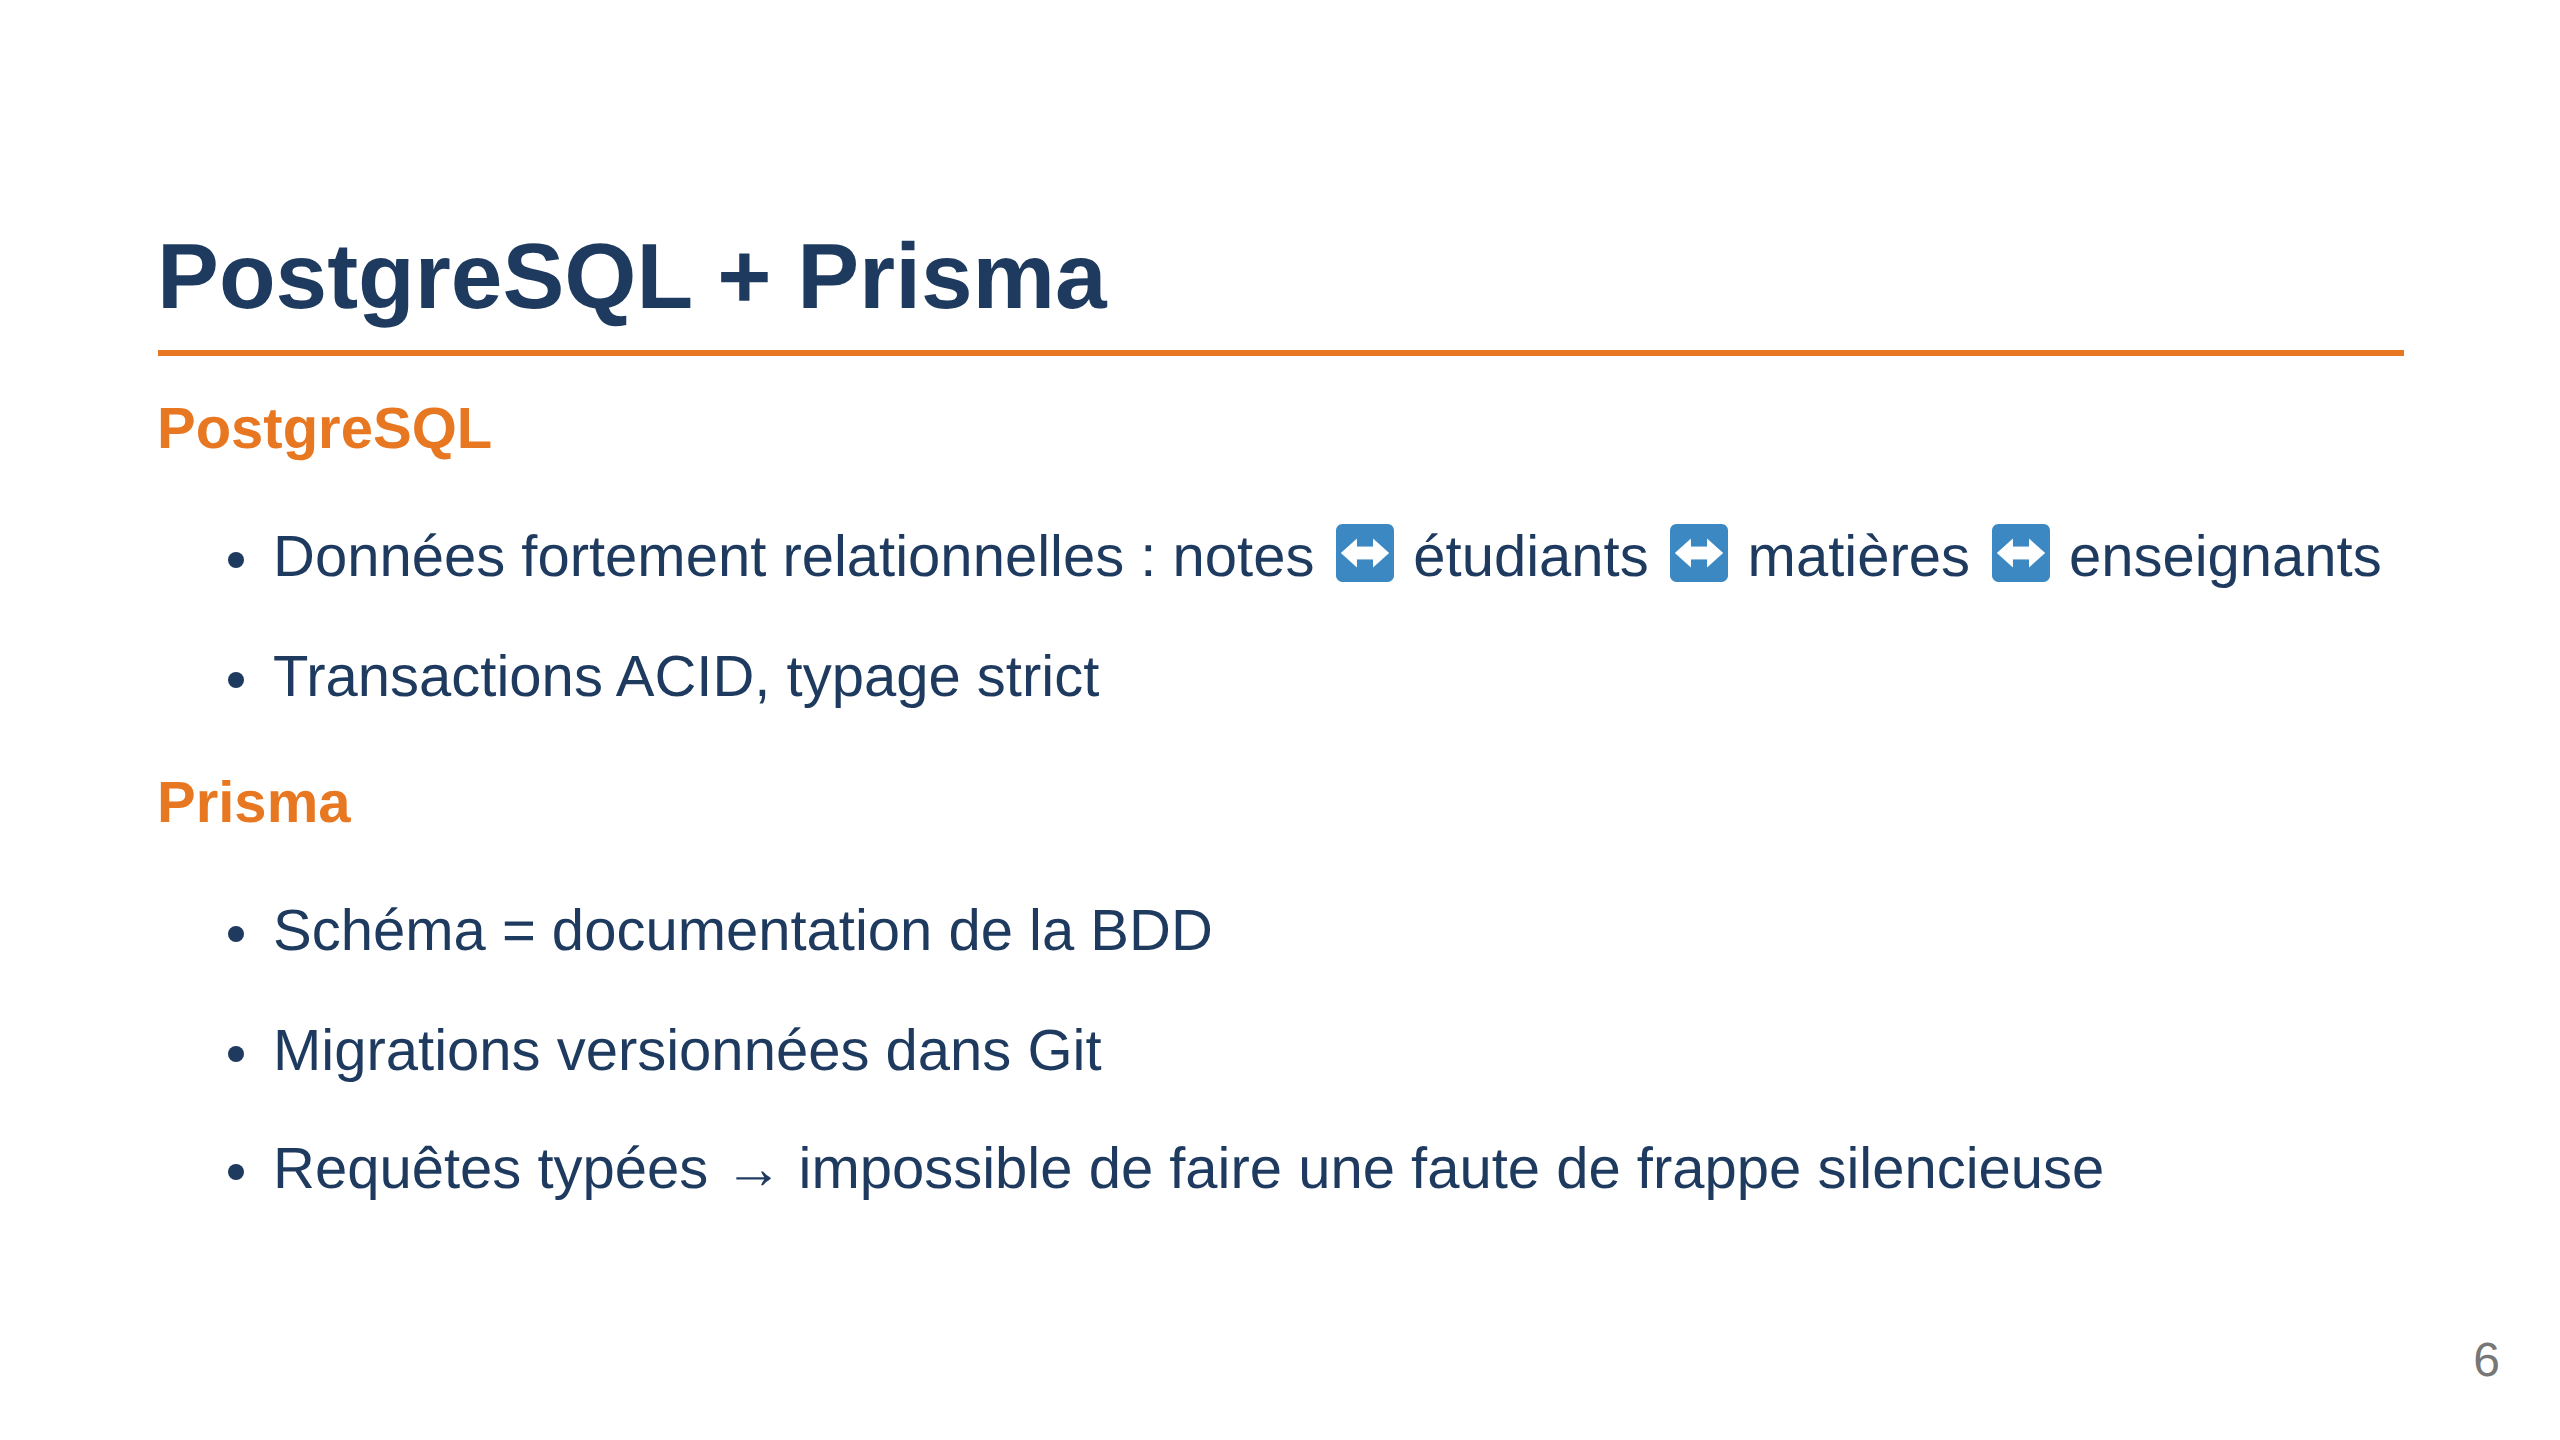 PostgreSQL + Prisma
PostgreSQL
• Données fortement relationnelles : notes ↔️ étudiants ↔️ matières ↔️ enseignants
• Transactions ACID, typage strict
Prisma
• Schéma = documentation de la BDD
• Migrations versionnées dans Git
• Requêtes typées → impossible de faire une faute de frappe silencieuse
6